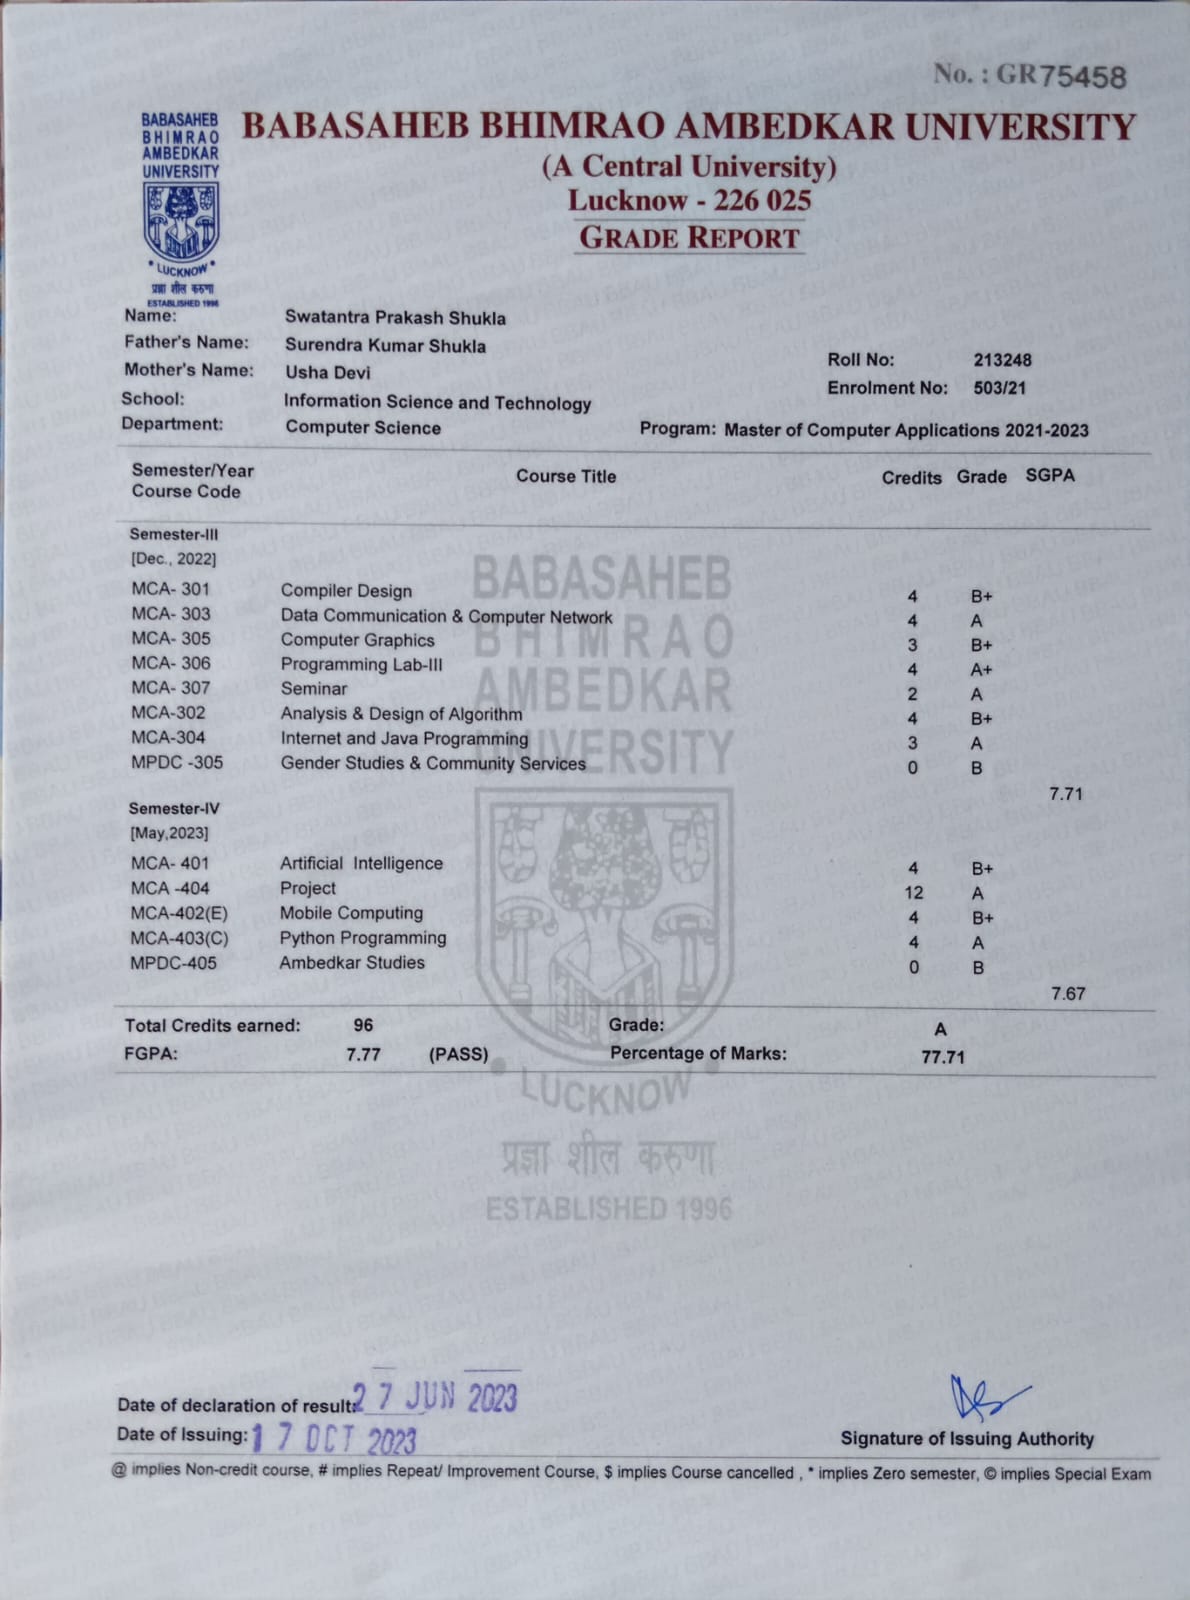 No. : GR75458
BABASAHEB
BHIMRAO
AMBEDKAR
UNIVERSITY
LUCKNOW
प्रज्ञा शील करुणा
ESTABLISHED 1996
BABASAHEB BHIMRAO AMBEDKAR UNIVERSITY
(A Central University)
Lucknow - 226 025
GRADE REPORT
Name: Swatantra Prakash Shukla
Father's Name: Surendra Kumar Shukla
Mother's Name: Usha Devi
Roll No: 213248
Enrolment No: 503/21
School: Information Science and Technology
Department: Computer Science
Program: Master of Computer Applications 2021-2023
Semester/Year
Course Code
Course Title Credits Grade SGPA
Semester-III
[Dec., 2022]
MCA- 301 Compiler Design 4 B+
MCA- 303 Data Communication & Computer Network 4 A
MCA- 305 Computer Graphics 3 B+
MCA- 306 Programming Lab-III 4 A+
MCA- 307 Seminar 2 A
MCA-302 Analysis & Design of Algorithm 4 B+
MCA-304 Internet and Java Programming 3 A
MPDC -305 Gender Studies & Community Services 0 B
7.71
Semester-IV
[May,2023]
MCA- 401 Artificial Intelligence 4 B+
MCA -404 Project 12 A
MCA-402(E) Mobile Computing 4 B+
MCA-403(C) Python Programming 4 A
MPDC-405 Ambedkar Studies 0 B
7.67
Total Credits earned: 96 Grade: A
FGPA: 7.77 (PASS) Percentage of Marks: 77.71
BABASAHEB
BHIMRAO
AMBEDKAR
UNIVERSITY
LUCKNOW
प्रज्ञा शील करुणा
ESTABLISHED 1996
Date of declaration of result: 27 JUN 2023
Date of Issuing: 17 OCT 2023
Signature of Issuing Authority
@ implies Non-credit course, # implies Repeat/ Improvement Course, $ implies Course cancelled , * implies Zero semester, © implies Special Exam